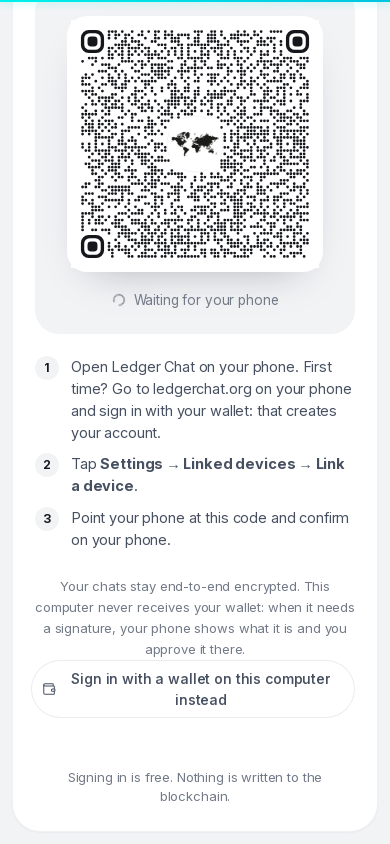 Waiting for your phone
1 Open Ledger Chat on your phone. First
time? Go to ledgerchat.org on your phone
and sign in with your wallet: that creates
your account.
2 Tap Settings → Linked devices → Link
a device.
3 Point your phone at this code and confirm
on your phone.
Your chats stay end-to-end encrypted. This
computer never receives your wallet: when it needs
a signature, your phone shows what it is and you
approve it there.
Sign in with a wallet on this computer
instead
Signing in is free. Nothing is written to the
blockchain.